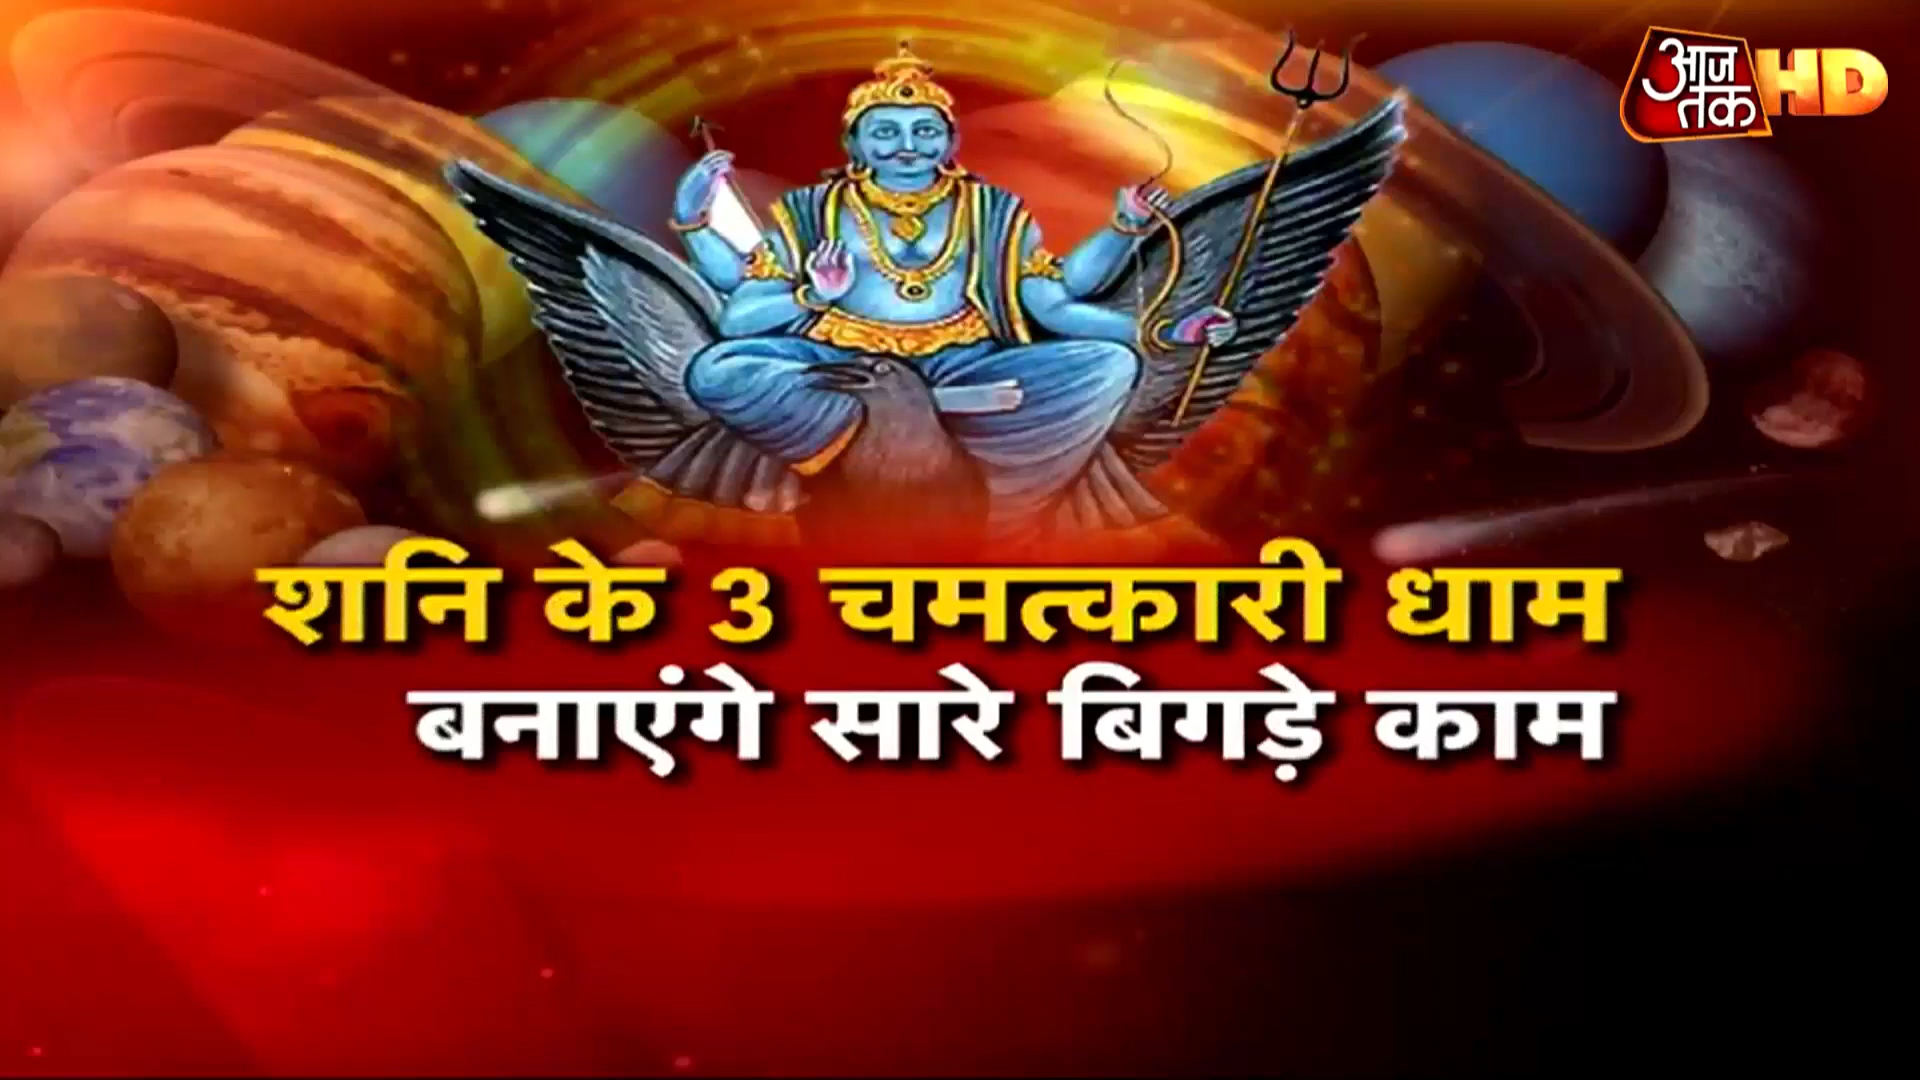 आज
तक HD
शनि के 3 चमत्कारी धाम
बनाएंगे सारे बिगड़े काम